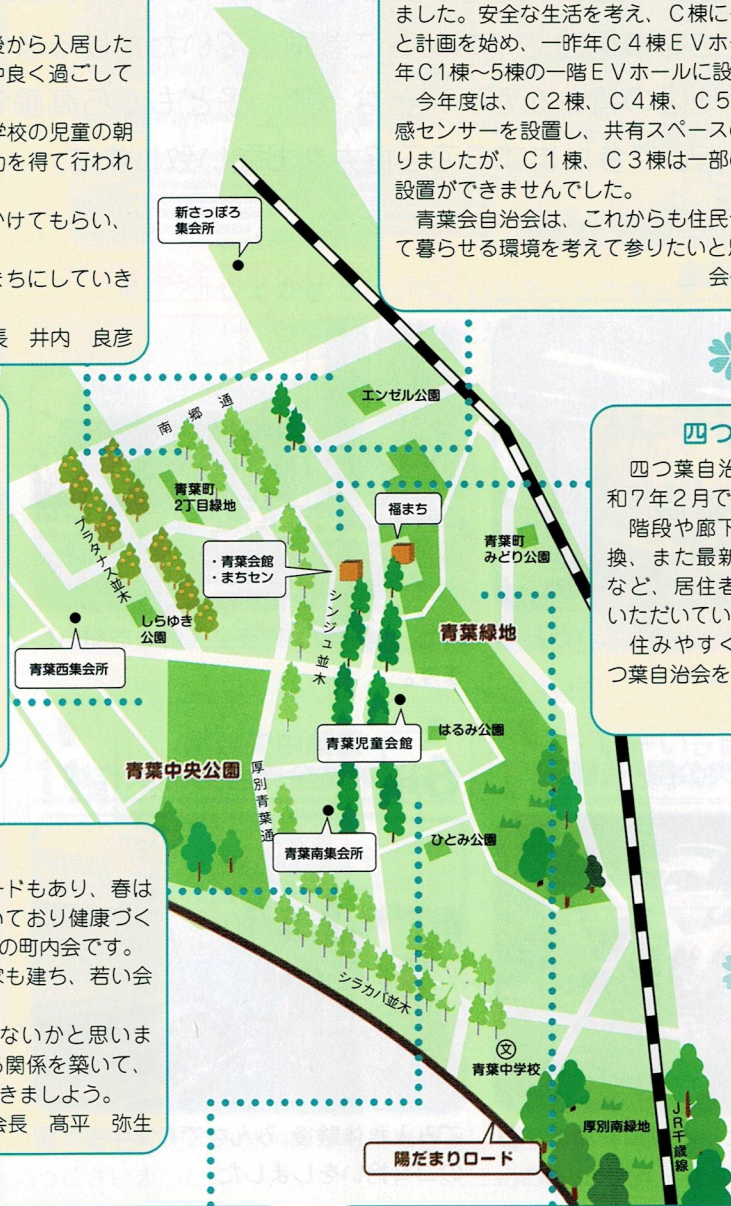 後から入居した
中良く過ごして
学校の児童の朝
力を得て行われ
かけてもらい、
まちにしていき
長 井内 良彦
ました。安全な生活を考え、C棟に
と計画を始め、一昨年C4棟EVホ
年C1棟～5棟の一階EVホールに設
今年度は、C2棟、C4棟、C5
感センサーを設置し、共有スペースの
りましたが、C1棟、C3棟は一部の
設置ができませんでした。
青葉会自治会は、これからも住民
て暮らせる環境を考えて参りたいと
会
新さっぽろ
集会所
エンゼル公園
南郷通
青葉町
2丁目緑地
プラタナス並木
福まち
・青葉会館
・まちセン
青葉町
みどり公園
シンジュ並木
しらゆき
公園
青葉西集会所
青葉緑地
青葉児童会館
はるみ公園
青葉中央公園
厚別青葉通
青葉南集会所
ひとみ公園
シラカバ並木
文
青葉中学校
厚別南緑地
JR千歳線
陽だまりロード
四つ
四つ葉自治
和7年2月で
階段や廊下
換、また最新
など、居住者
いただいてい
住みやすく
つ葉自治会を
ードもあり、春は
いており健康づく
の町内会です。
家も建ち、若い会
ないかと思いま
る関係を築いて、
きましよう。
会長 髙平 弥生